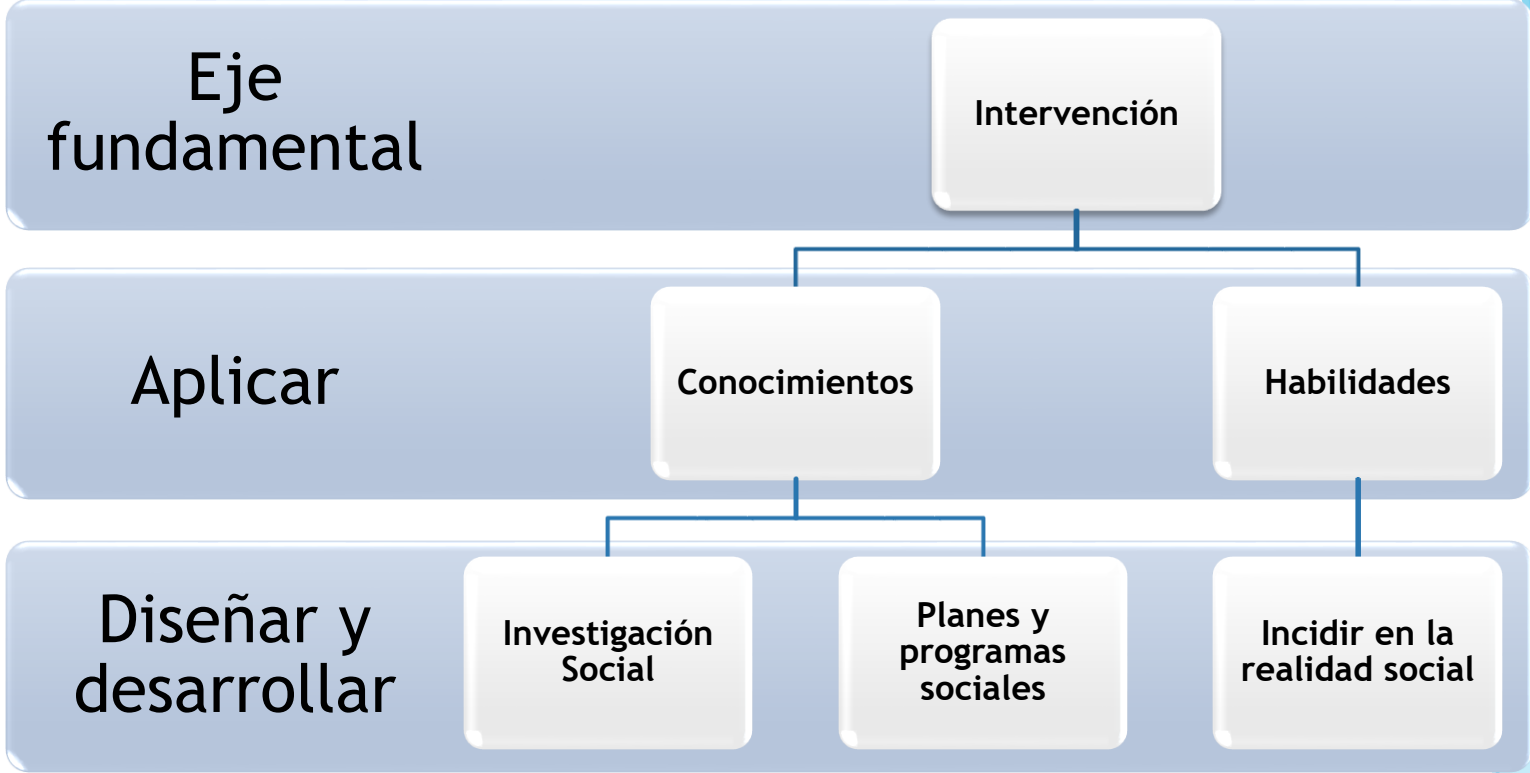 Eje
fundamental
Intervención
Aplicar
Conocimientos
Habilidades
Diseñar y
desarrollar
Investigación
Social
Planes y
programas
sociales
Incidir en la
realidad social